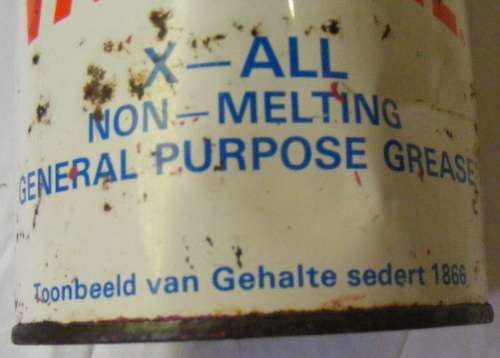 X-ALL
NON-MELTING
GENERAL PURPOSE GREASE
Toonbeeld van Gehalte sedert 1866